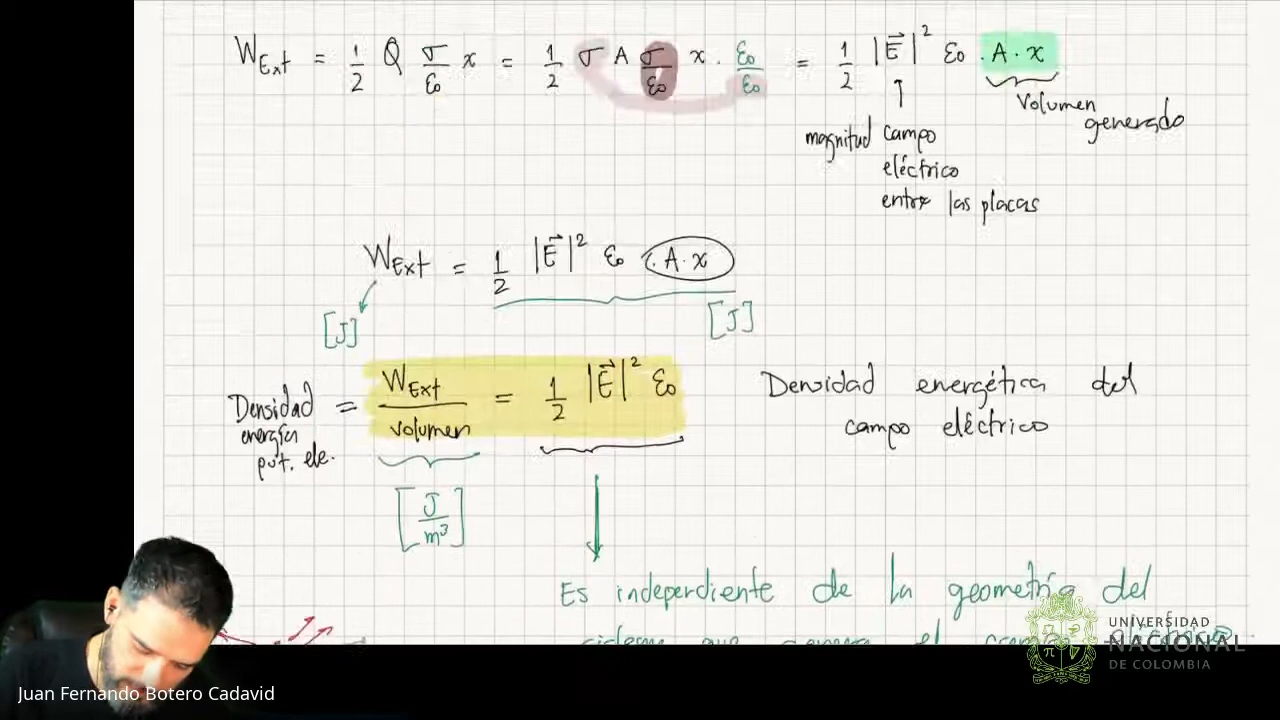 W_Ext = 1/2 Q σ/ε₀ x = 1/2 σ A σ/ε₀ x · ε₀/ε₀ = 1/2 |E⃗|² ε₀ · A · x
volumen
generado
magnitud campo
eléctrico
entre las placas
W_Ext = 1/2 |E⃗|² ε₀ · A · x
[J] [J]
Densidad
energía
pot. ele.
= W_Ext/volumen = 1/2 |E⃗|² ε₀
Densidad energética del
campo eléctrico
[J/m³]
Es independiente de la geometría del
que el
UNIVERSIDAD
NACIONAL
DE COLOMBIA
Juan Fernando Botero Cadavid